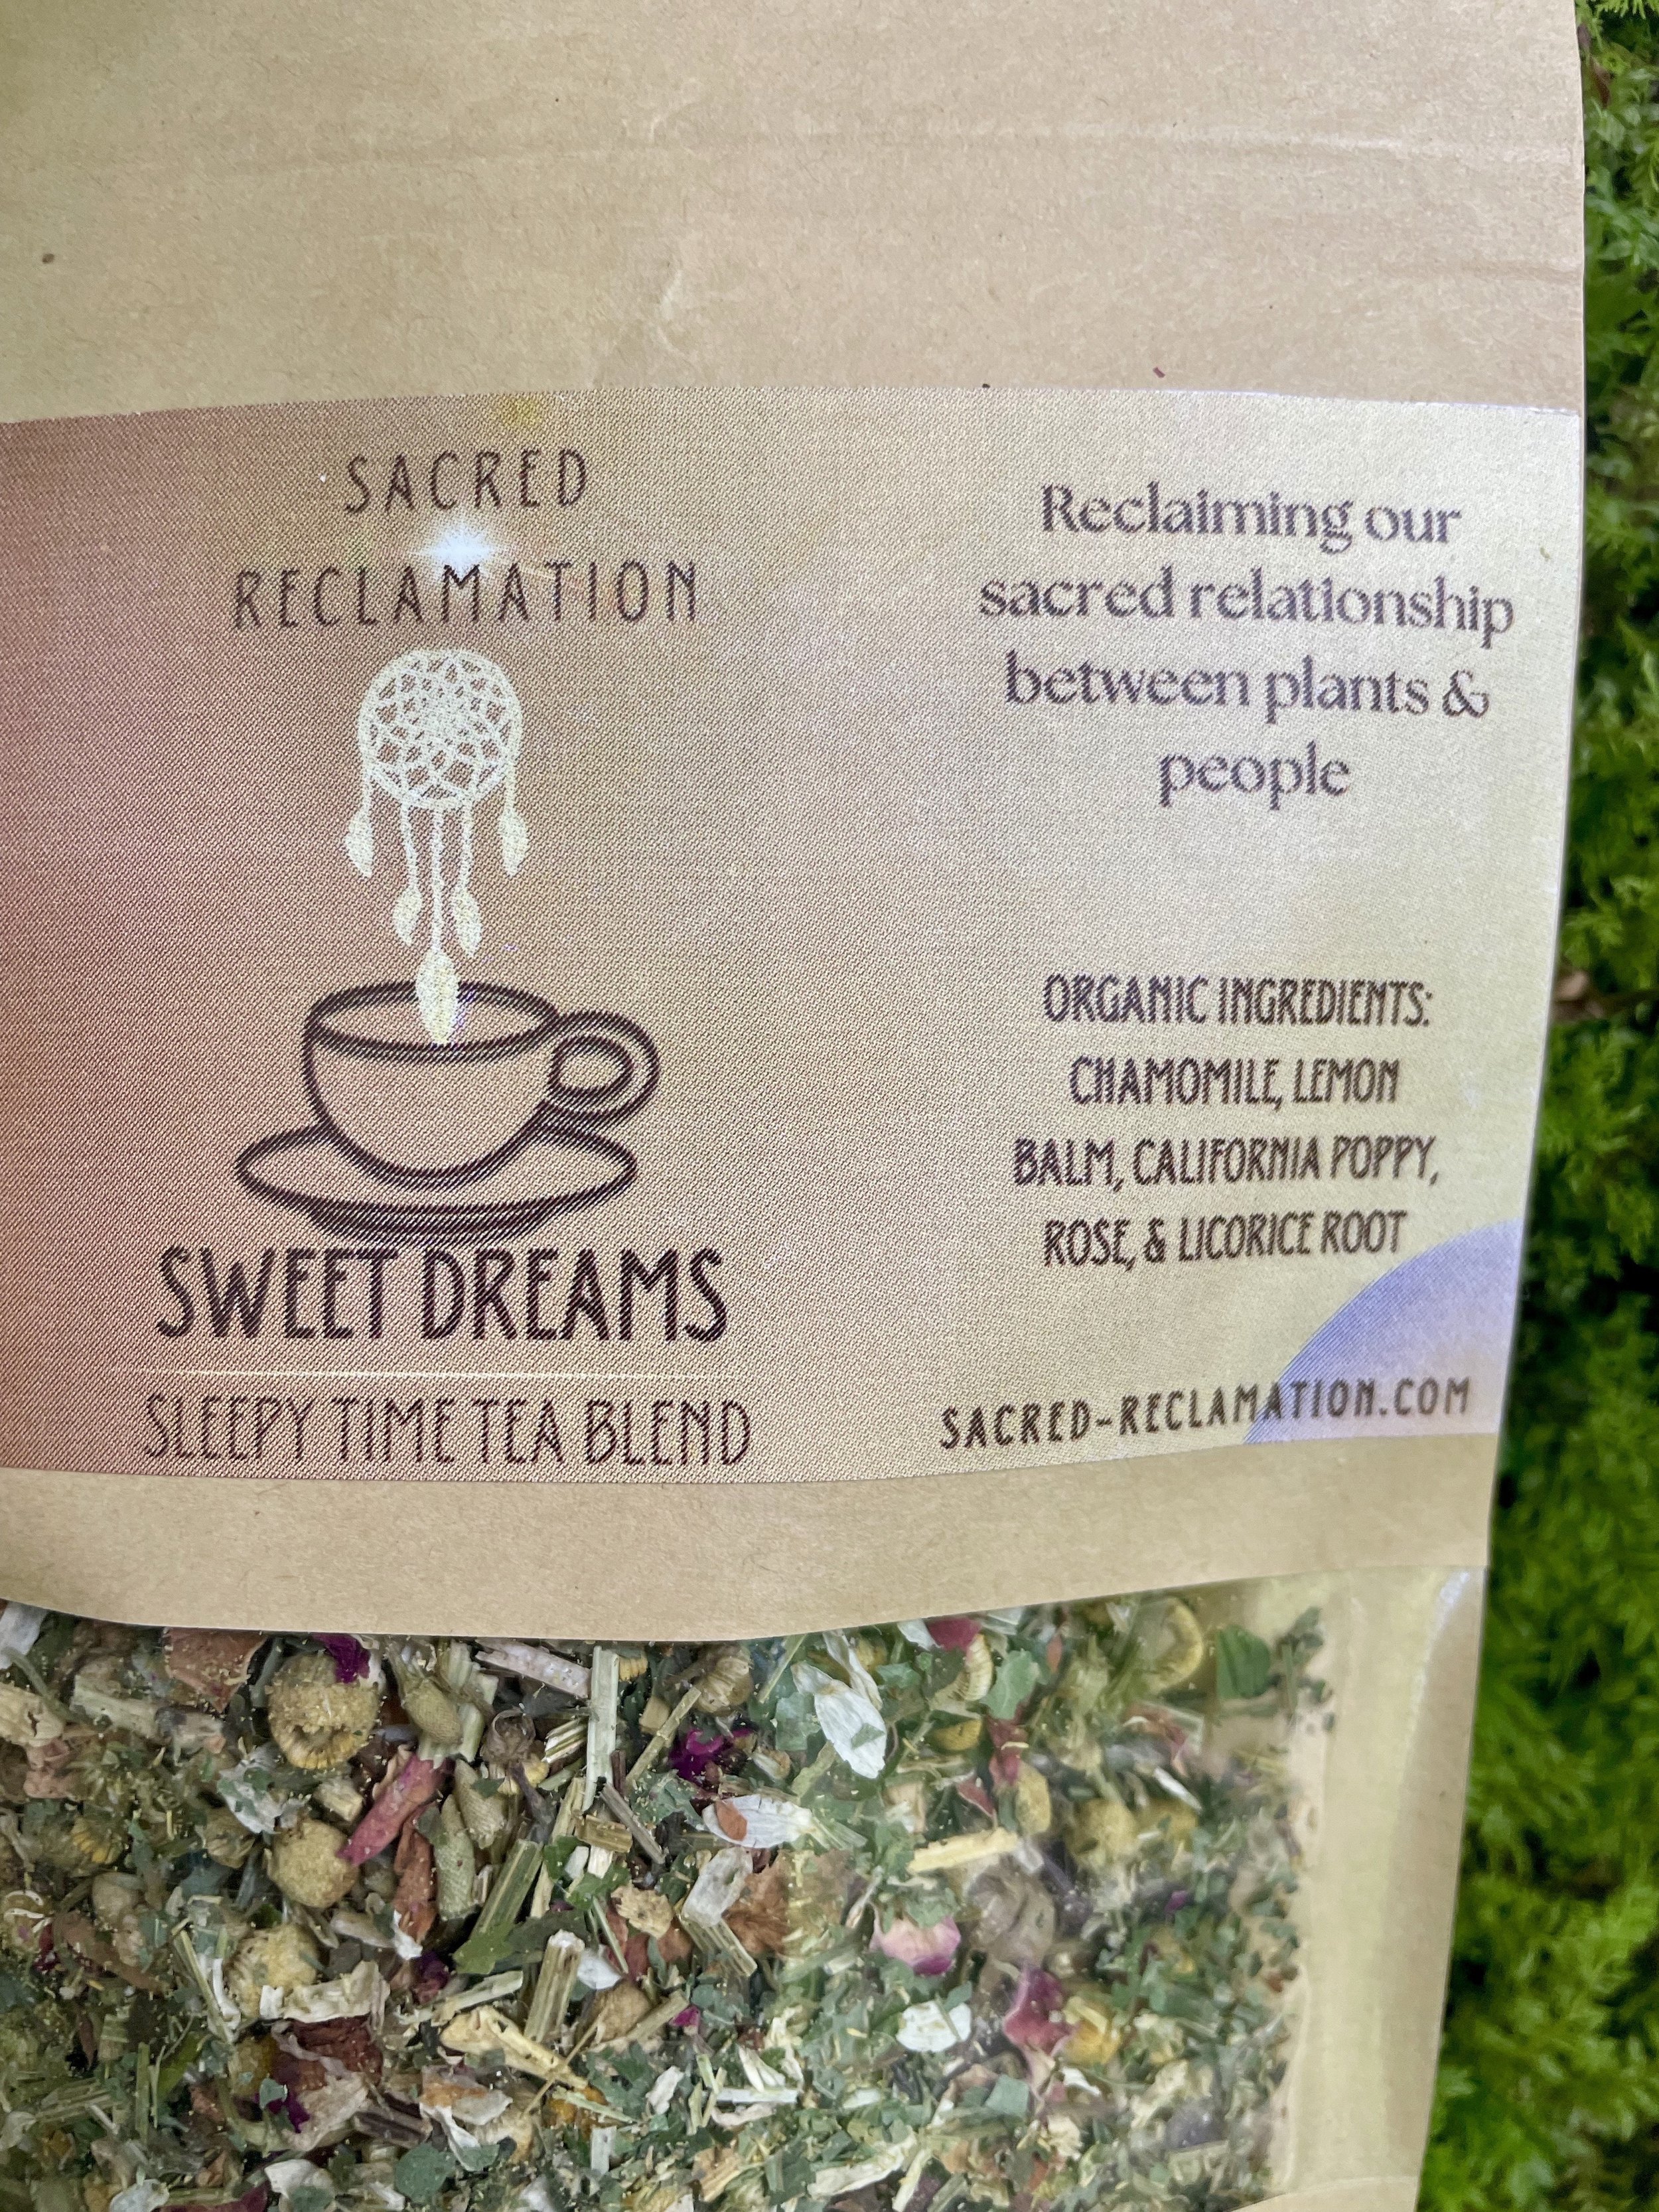 SACRED
RECLAMATION
SWEET DREAMS
SLEEPY TIME TEA BLEND
Reclaiming our
sacred relationship
between plants &
people
ORGANIC INGREDIENTS:
CHAMOMILE, LEMON
BALM, CALIFORNIA POPPY,
ROSE, & LICORICE ROOT
SACRED-RECLAMATION.COM